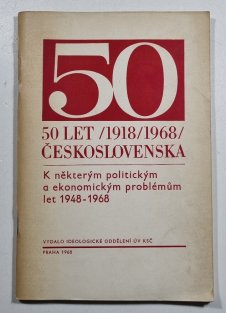 50
50 LET /1918/1968/
ČESKOSLOVENSKA
K některým politickým
a ekonomickým problémům
let 1948-1968
VYDALO IDEOLOGICKÉ ODDĚLENÍ ÚV KSČ
PRAHA 1968